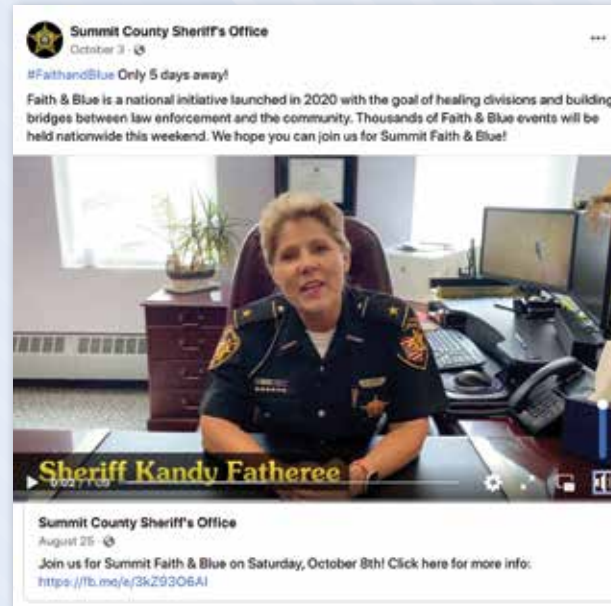 Summit County Sheriff's Office
October 3
#FaithandBlue Only 5 days away!
Faith & Blue is a national initiative launched in 2020 with the goal of healing divisions and building
bridges between law enforcement and the community. Thousands of Faith & Blue events will be
held nationwide this weekend. We hope you can join us for Summit Faith & Blue!
Sheriff Kandy Fatheree
0:02 / 1:09
Summit County Sheriff's Office
August 25
Join us for Summit Faith & Blue on Saturday, October 8th! Click here for more info:
https://fb.me/e/3kZ93O6AI